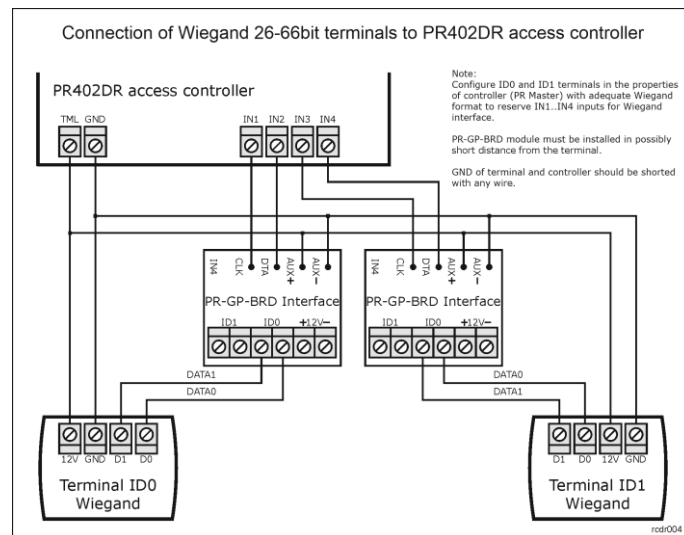 Connection of Wiegand 26-66bit terminals to PR402DR access controller
PR402DR access controller
TML GND IN1 IN2 IN3 IN4
Note:
Configure ID0 and ID1 terminals in the properties
of controller (PR Master) with adequate Wiegand
format to reserve IN1..IN4 inputs for Wiegand
interface.
PR-GP-BRD module must be installed in possibly
short distance from the terminal.
GND of terminal and controller should be shorted
with any wire.
IN4 CLK DTA AUX+ AUX-
PR-GP-BRD Interface
ID1 ID0 +12V-
IN4 CLK DTA AUX+ AUX-
PR-GP-BRD Interface
ID1 ID0 +12V-
DATA1
DATA0
DATA0
DATA1
12V GND D1 D0
Terminal ID0
Wiegand
D1 D0 12V GND
Terminal ID1
Wiegand
rcdr004